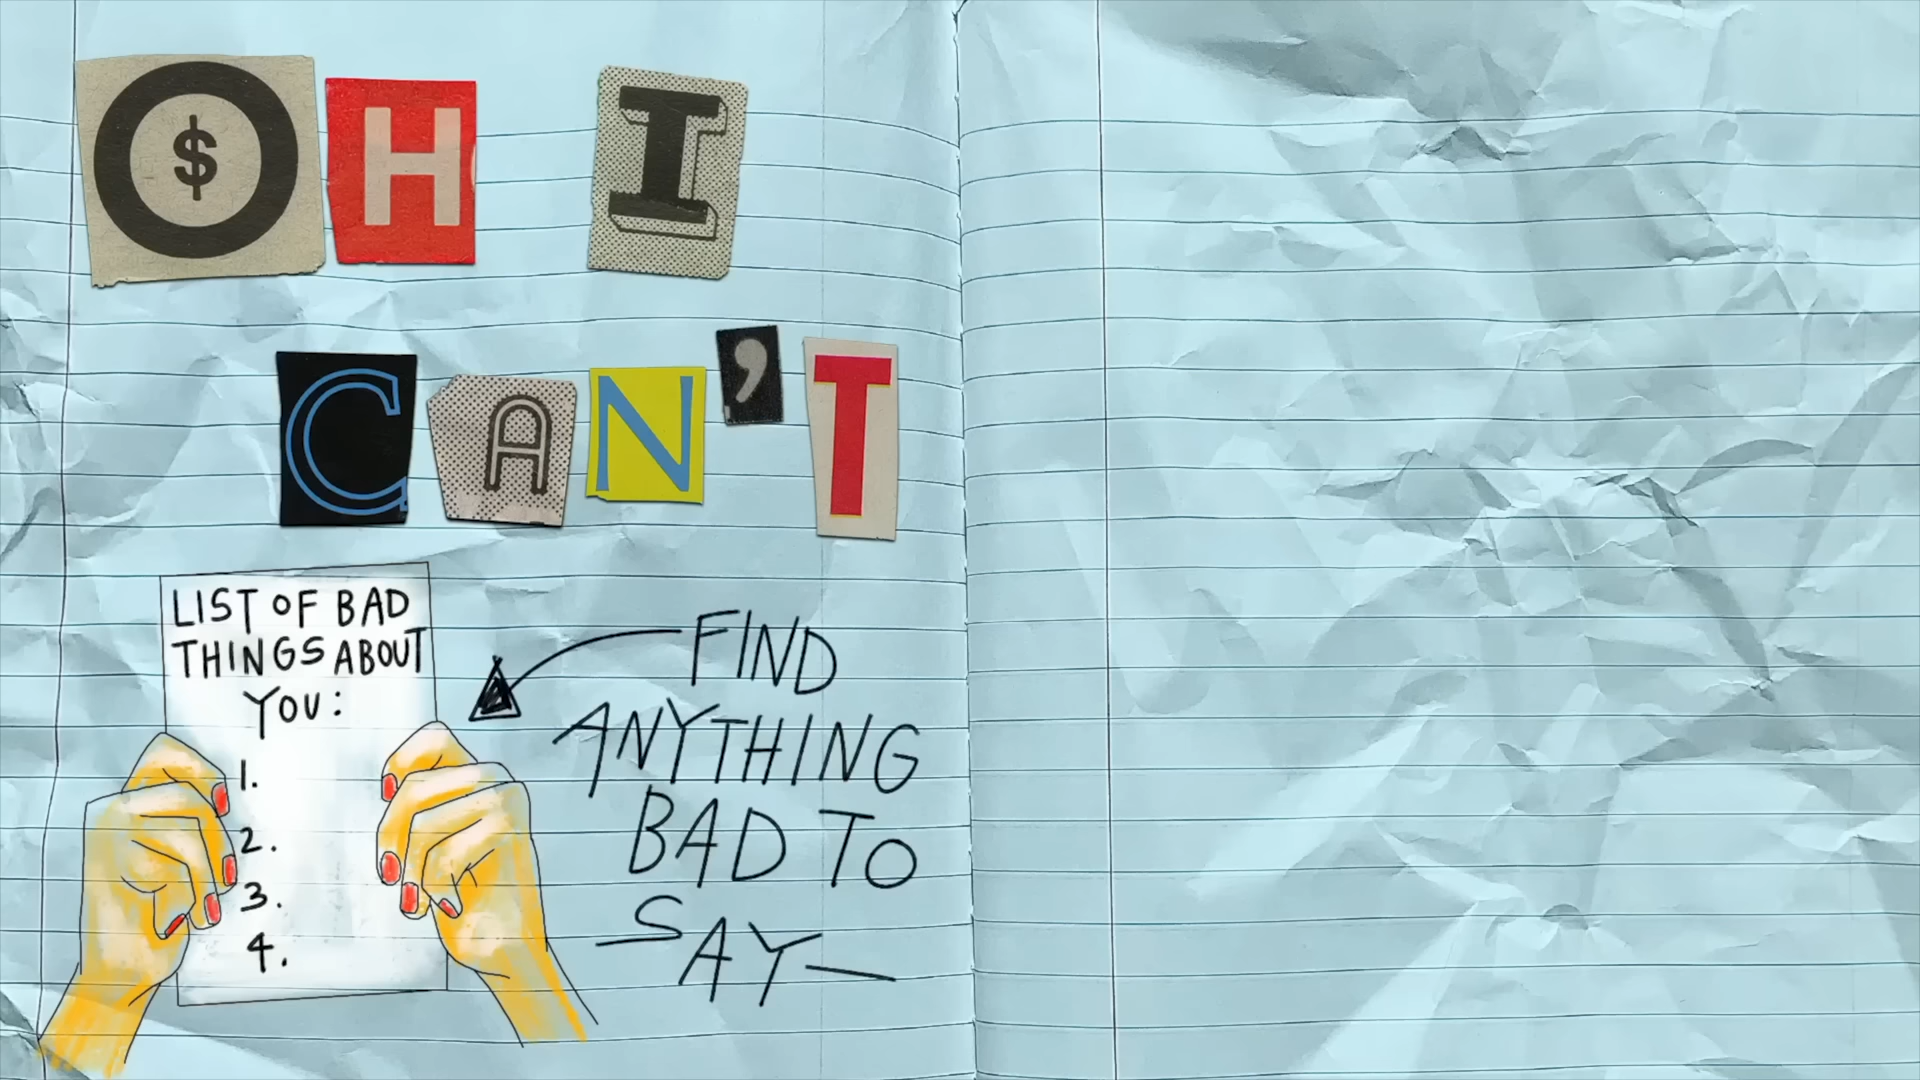 OH I
CAN'T
LIST OF BAD
THINGS ABOUT
YOU:
1.
2.
3.
4.
FIND
ANYTHING
BAD TO
SAY—